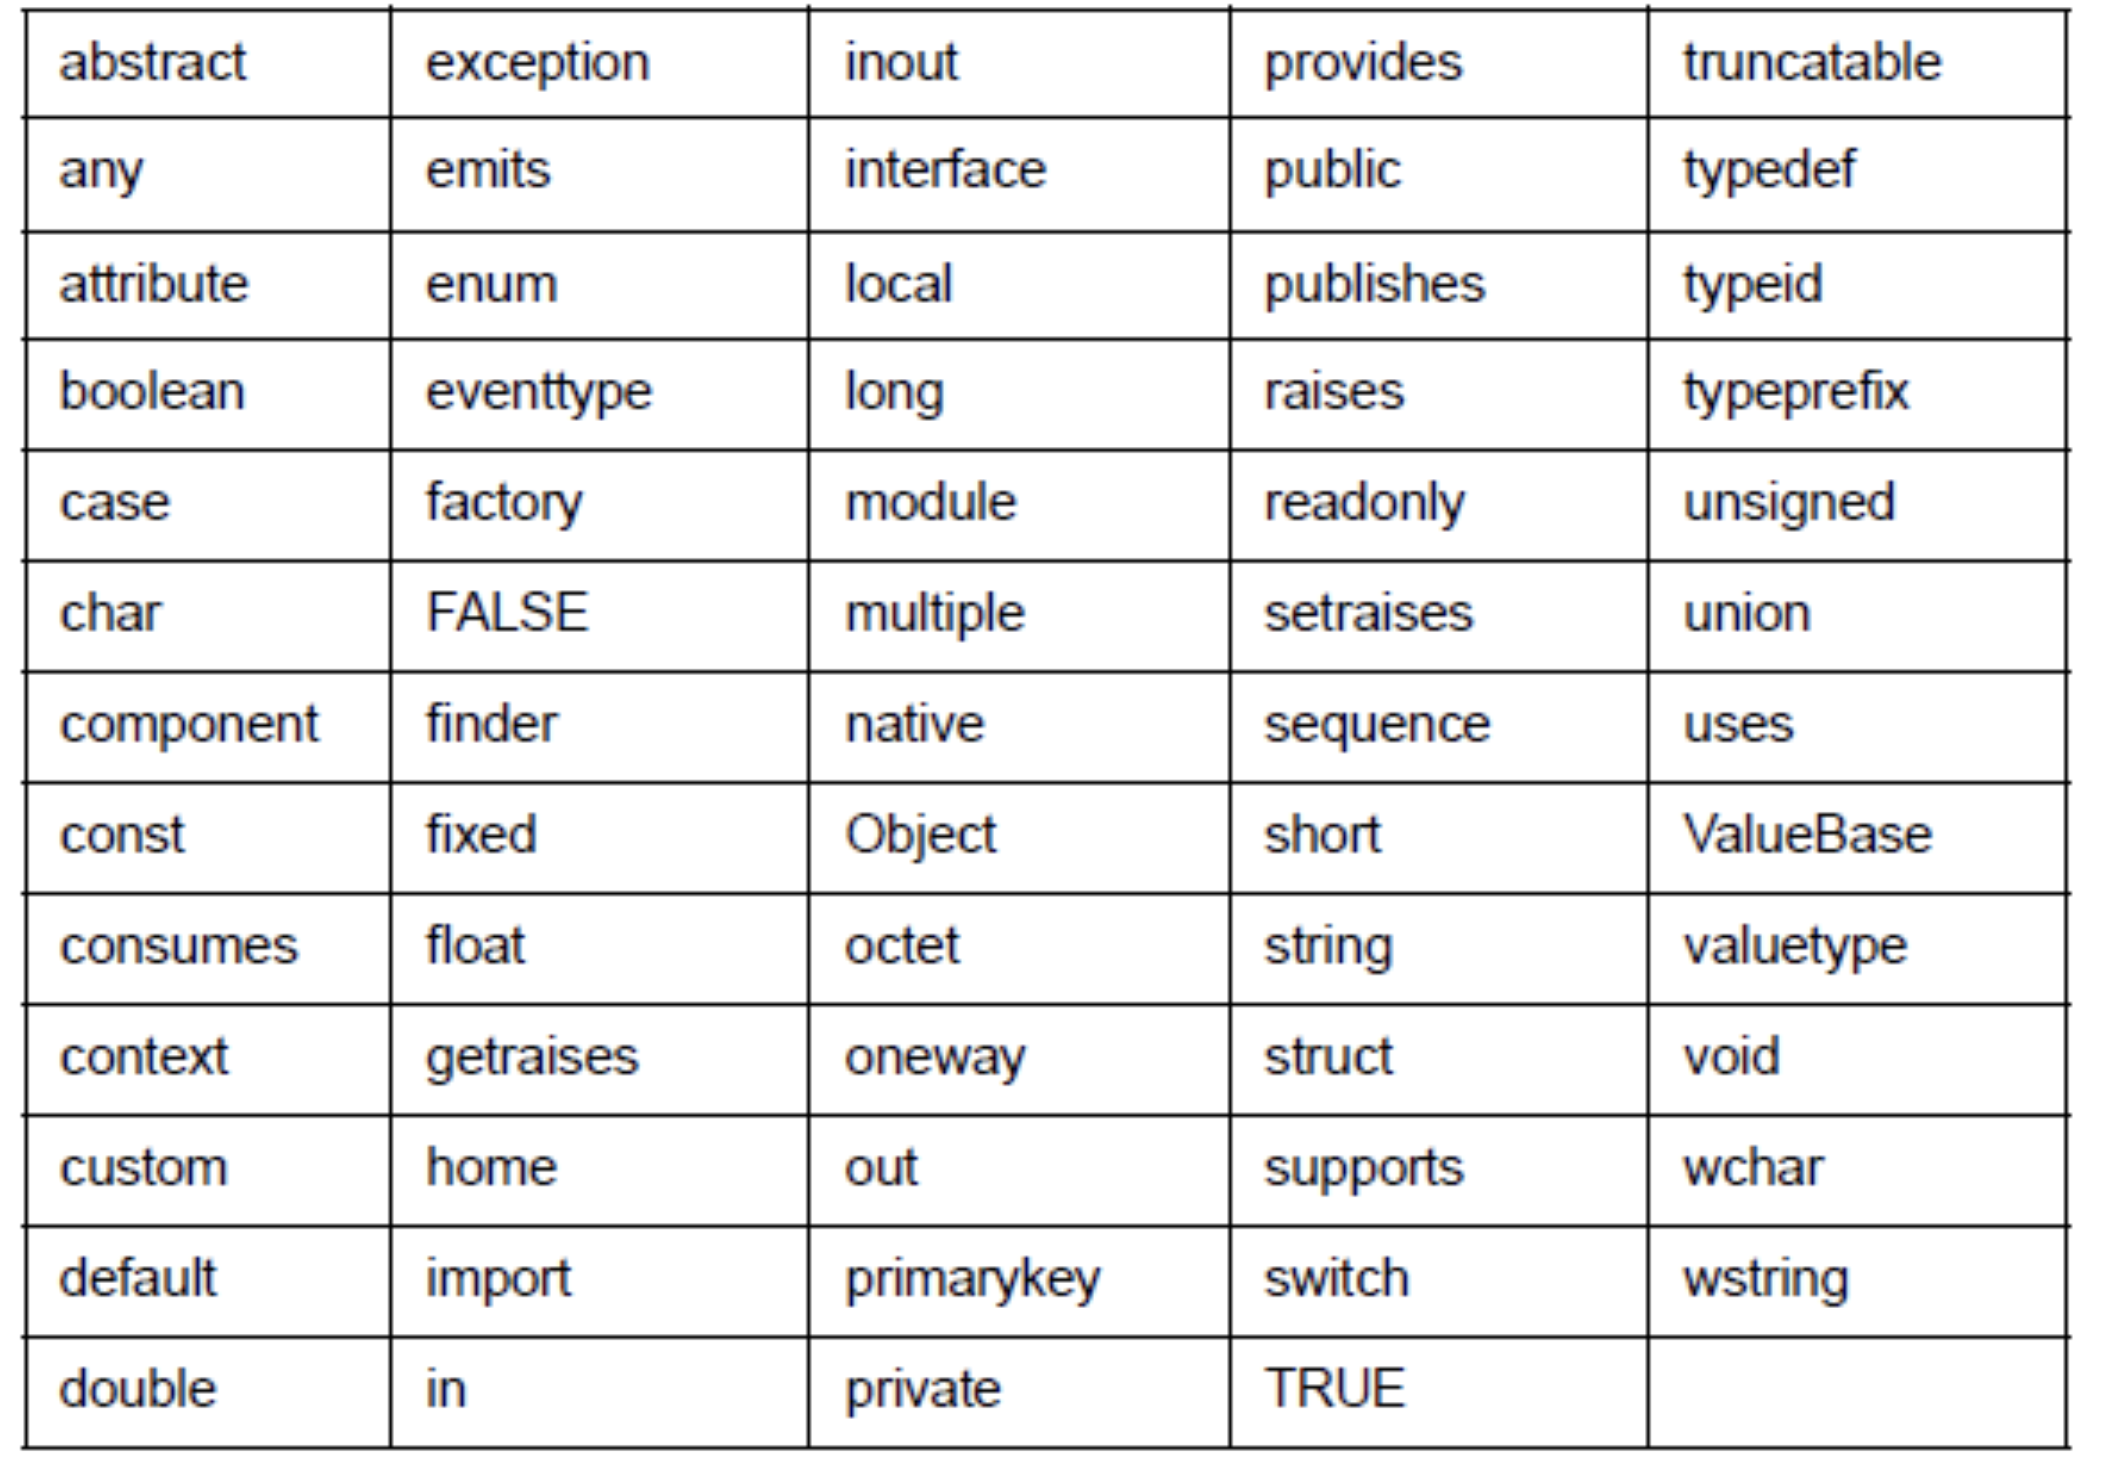 abstract exception inout provides truncatable
any emits interface public typedef
attribute enum local publishes typeid
boolean eventtype long raises typeprefix
case factory module readonly unsigned
char FALSE multiple setraises union
component finder native sequence uses
const fixed Object short ValueBase
consumes float octet string valuetype
context getraises oneway struct void
custom home out supports wchar
default import primarykey switch wstring
double in private TRUE